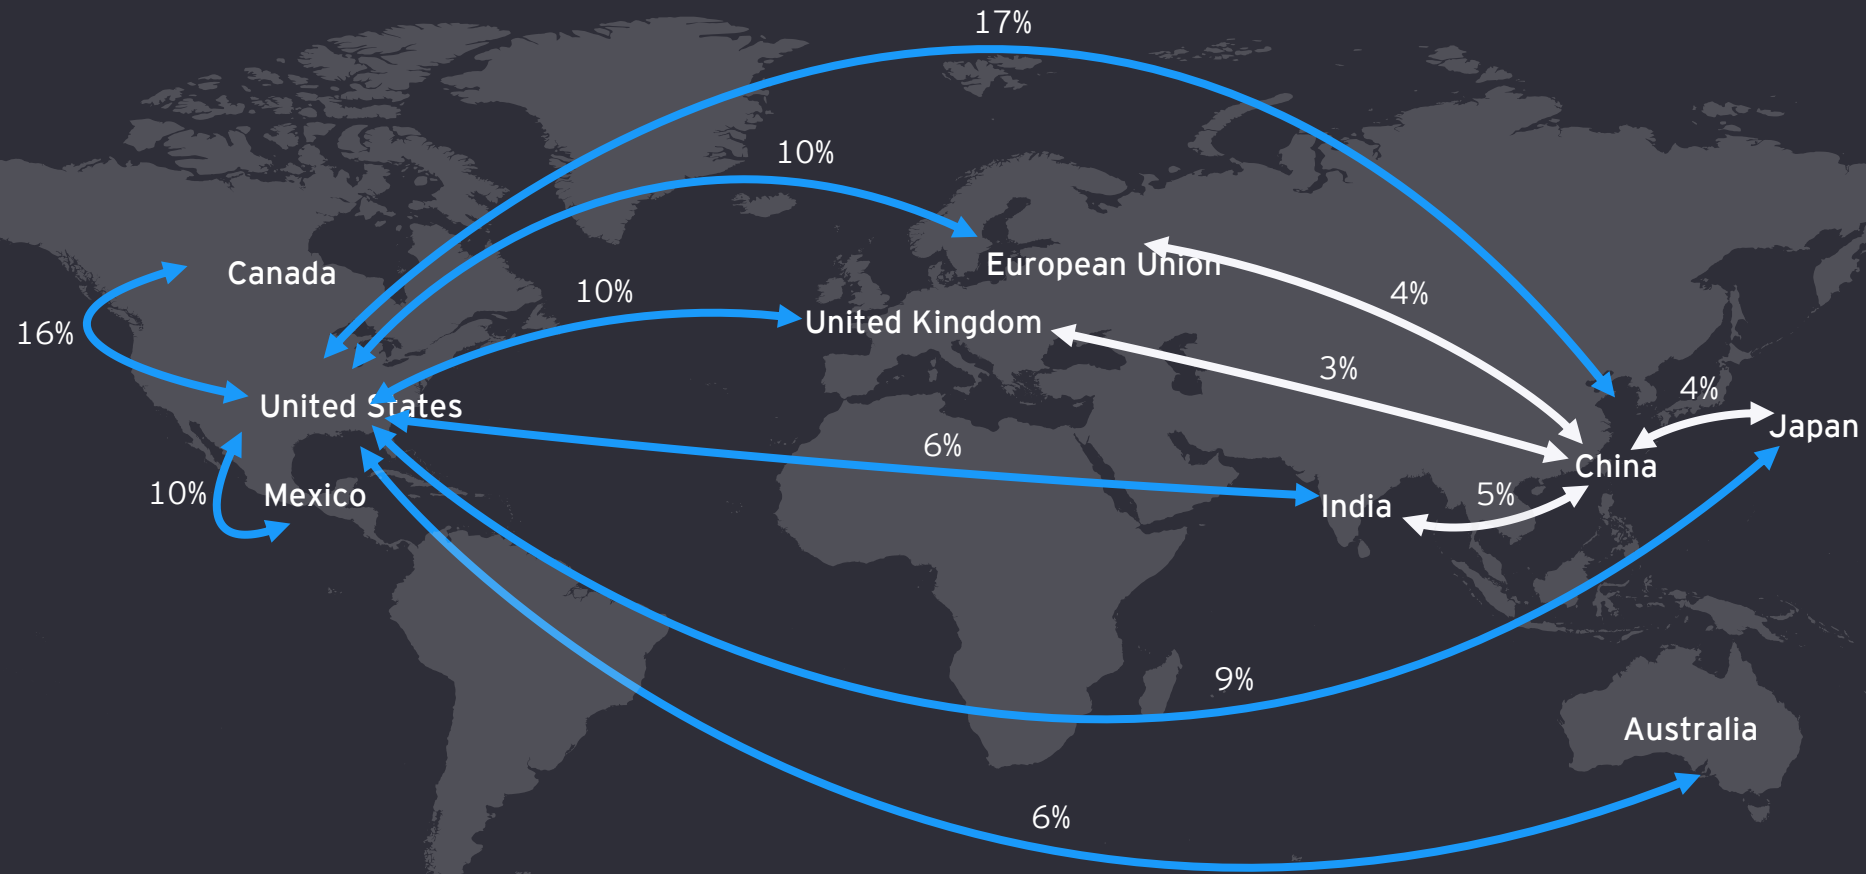 17%
10%
Canada
European Union
10%
4%
16%
United Kingdom
3%
4%
United States
Japan
6%
China
10%
Mexico
5%
India
9%
Australia
6%